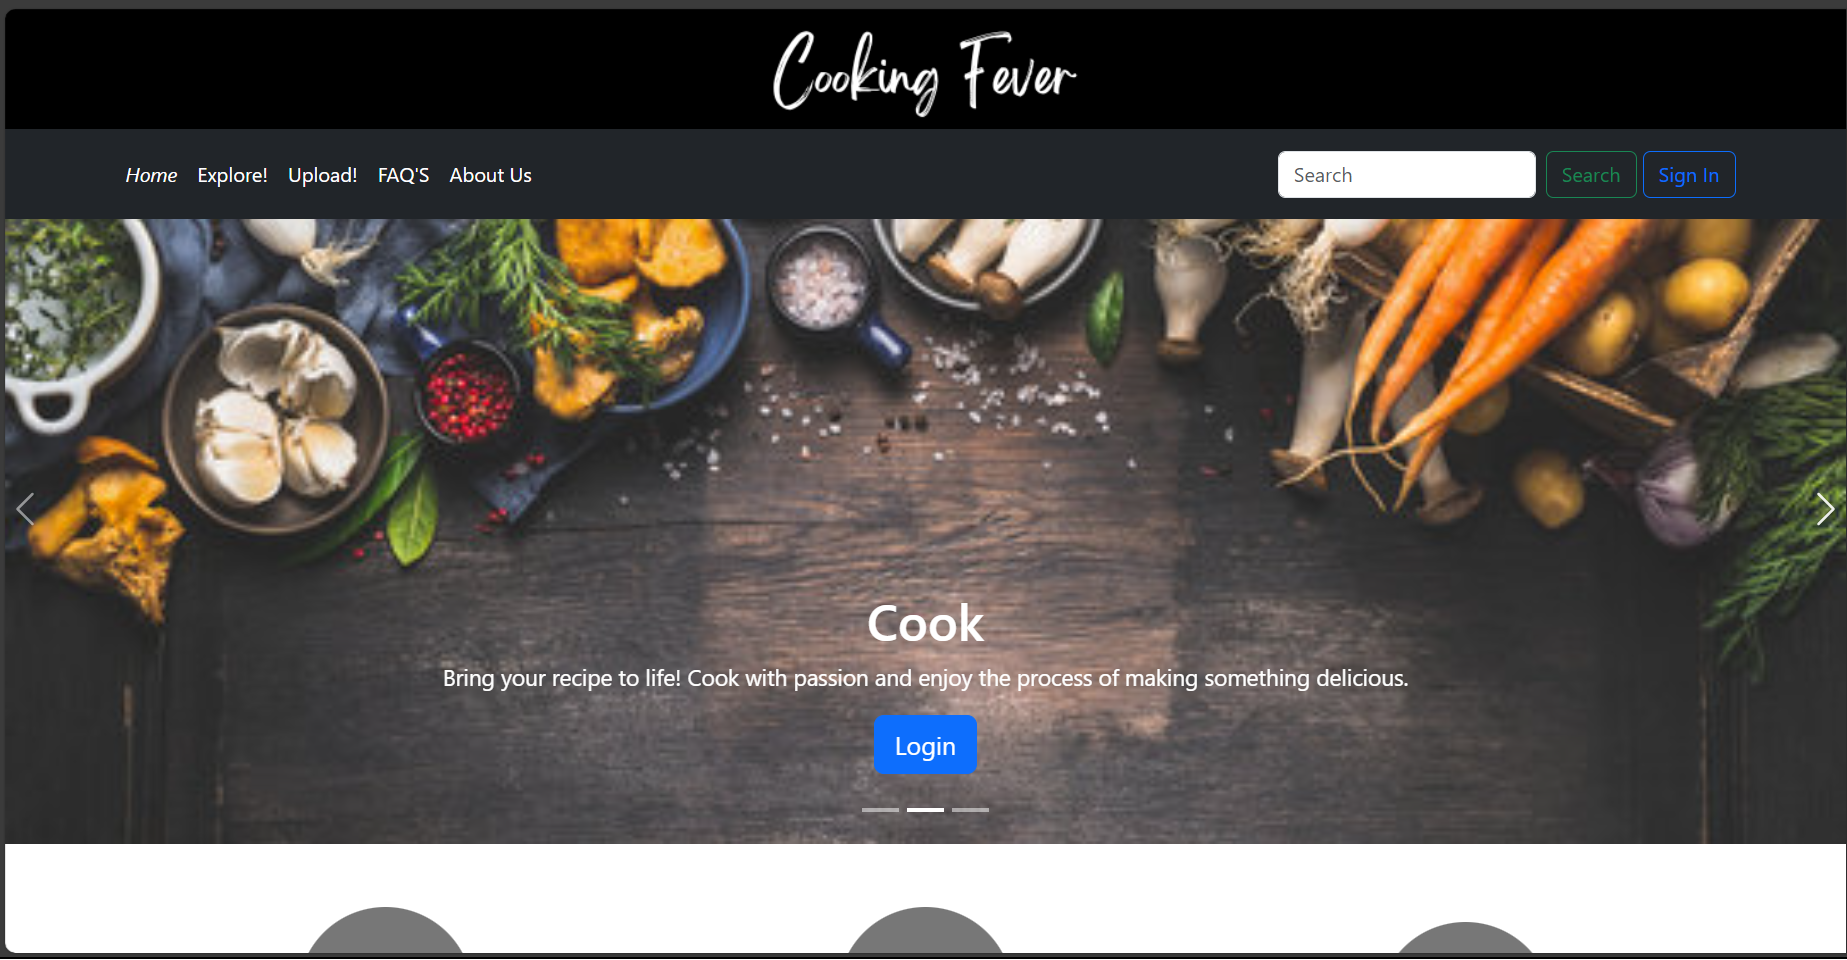 Cooking Fever
Home Explore! Upload! FAQ'S About Us Search Search Sign In
Cook
Bring your recipe to life! Cook with passion and enjoy the process of making something delicious.
Login